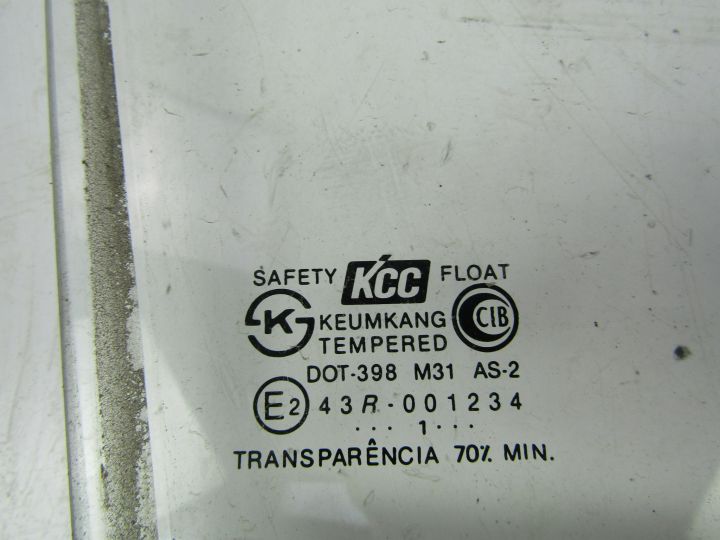 SAFETY KCC FLOAT
K KEUMKANG CIB
TEMPERED
DOT-398 M31 AS-2
E2 43R-001234
... 1 ...
TRANSPARÊNCIA 70% MIN.